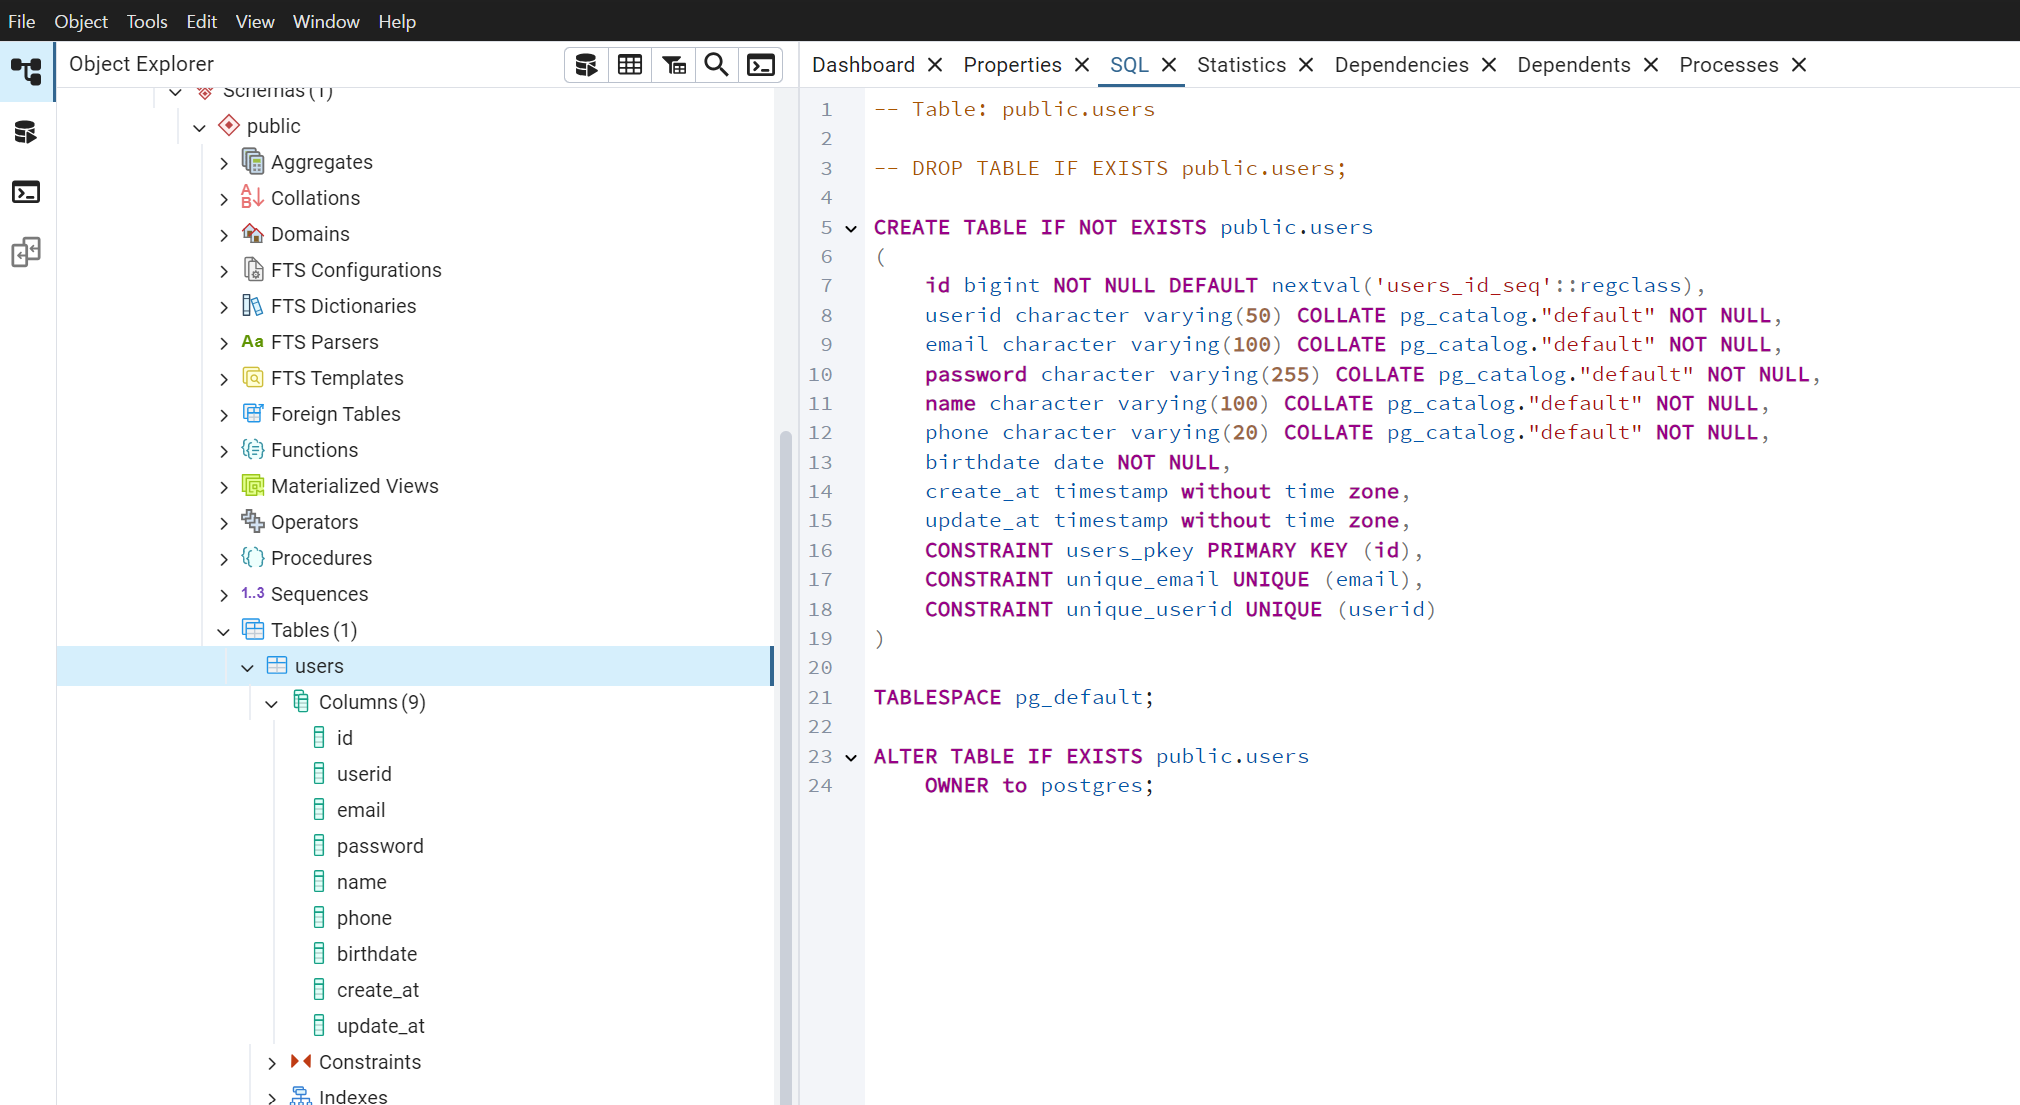 File Object Tools Edit View Window Help
Object Explorer
Schemas (1)
public
Aggregates
Collations
Domains
FTS Configurations
FTS Dictionaries
Aa FTS Parsers
FTS Templates
Foreign Tables
Functions
Materialized Views
Operators
Procedures
1..3 Sequences
Tables (1)
users
Columns (9)
id
userid
email
password
name
phone
birthdate
create_at
update_at
Constraints
Indexes
Dashboard Properties SQL Statistics Dependencies Dependents Processes
1 -- Table: public.users
2
3 -- DROP TABLE IF EXISTS public.users;
4
5 CREATE TABLE IF NOT EXISTS public.users
6 (
7 id bigint NOT NULL DEFAULT nextval('users_id_seq'::regclass),
8 userid character varying(50) COLLATE pg_catalog."default" NOT NULL,
9 email character varying(100) COLLATE pg_catalog."default" NOT NULL,
10 password character varying(255) COLLATE pg_catalog."default" NOT NULL,
11 name character varying(100) COLLATE pg_catalog."default" NOT NULL,
12 phone character varying(20) COLLATE pg_catalog."default" NOT NULL,
13 birthdate date NOT NULL,
14 create_at timestamp without time zone,
15 update_at timestamp without time zone,
16 CONSTRAINT users_pkey PRIMARY KEY (id),
17 CONSTRAINT unique_email UNIQUE (email),
18 CONSTRAINT unique_userid UNIQUE (userid)
19 )
20
21 TABLESPACE pg_default;
22
23 ALTER TABLE IF EXISTS public.users
24 OWNER to postgres;